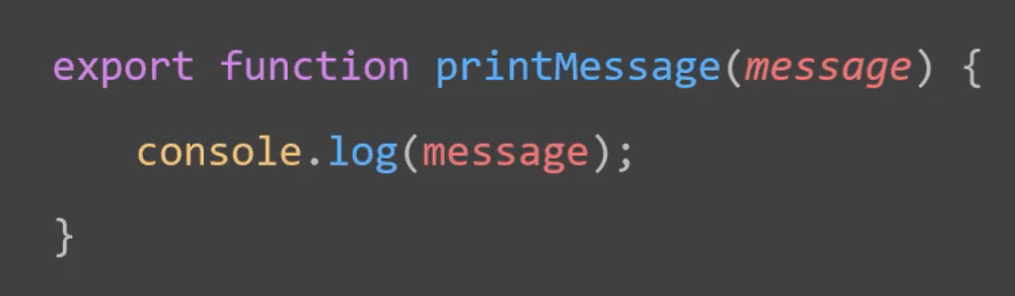 export function printMessage(message) {
console.log(message);
}